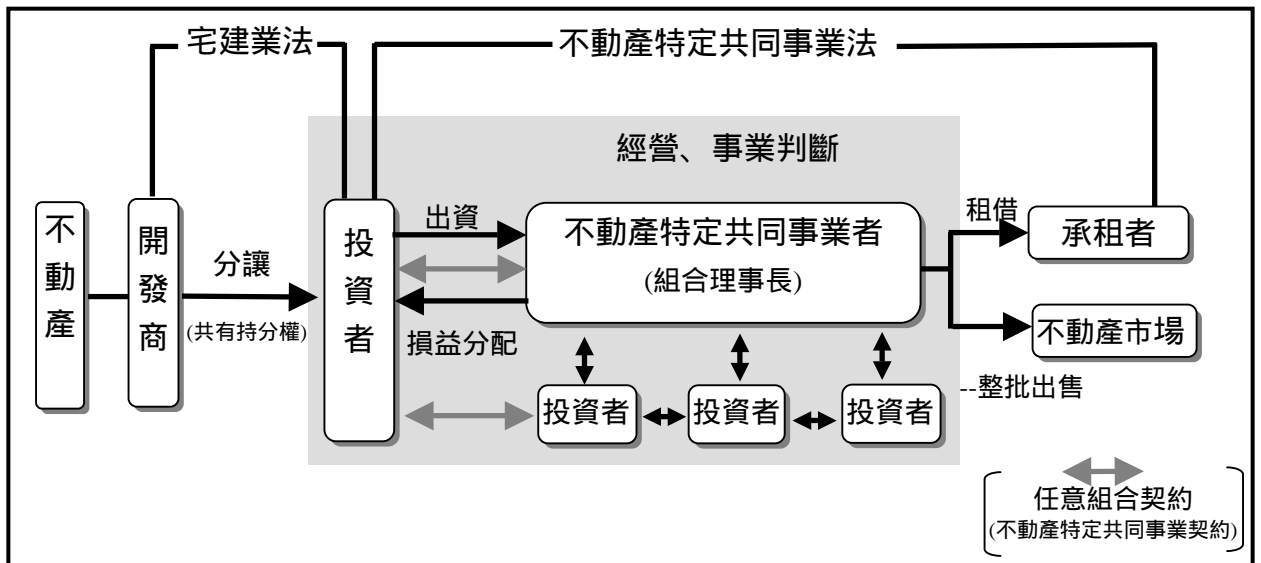 宅建業法
不動產特定共同事業法
經營、事業判斷
不動產
開發商
分讓
(共有持分權)
投資者
出資
損益分配
不動產特定共同事業者
(組合理事長)
租借
承租者
不動產市場
--整批出售
投資者
投資者
投資者
任意組合契約
(不動產特定共同事業契約)